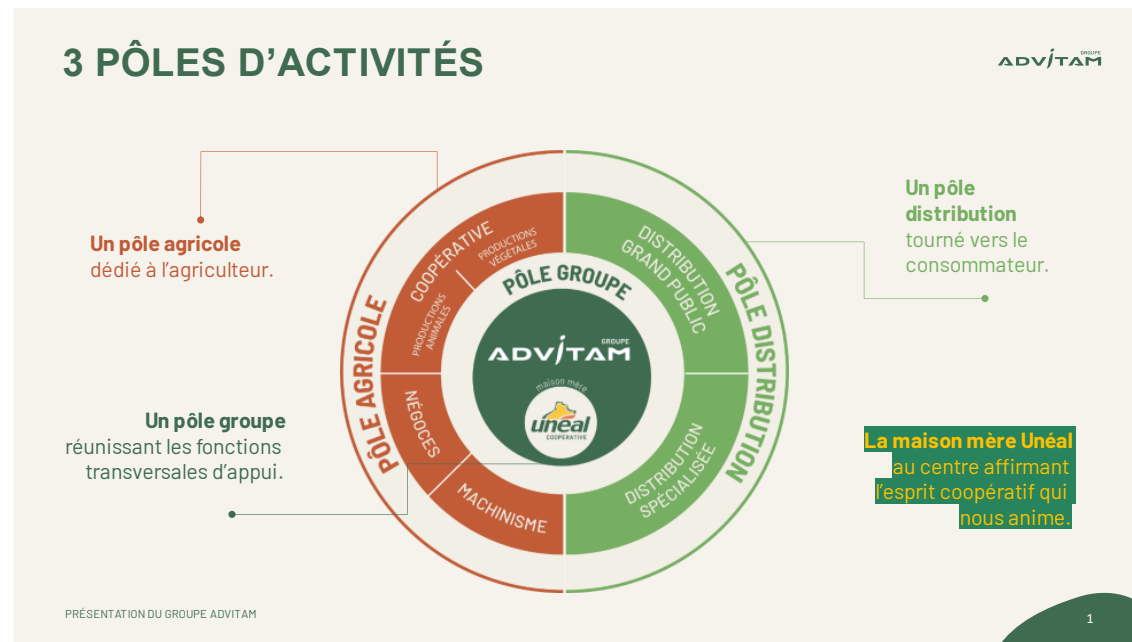 3 PÔLES D’ACTIVITÉS
GROUPE
ADVITAM
Un pôle agricole
dédié à l’agriculteur.
Un pôle
distribution
tourné vers le
consommateur.
Un pôle groupe
réunissant les fonctions
transversales d’appui.
La maison mère Unéal
au centre affirmant
l’esprit coopératif qui
nous anime.
PÔLE AGRICOLE
COOPÉRATIVE
PRODUCTIONS
VÉGÉTALES
PRODUCTIONS
ANIMALES
NÉGOCES
MACHINISME
PÔLE DISTRIBUTION
DISTRIBUTION
GRAND PUBLIC
DISTRIBUTION
SPÉCIALISÉE
PÔLE GROUPE
GROUPE
ADVITAM
maison mère
unéal
COOPÉRATIVE
PRÉSENTATION DU GROUPE ADVITAM
1